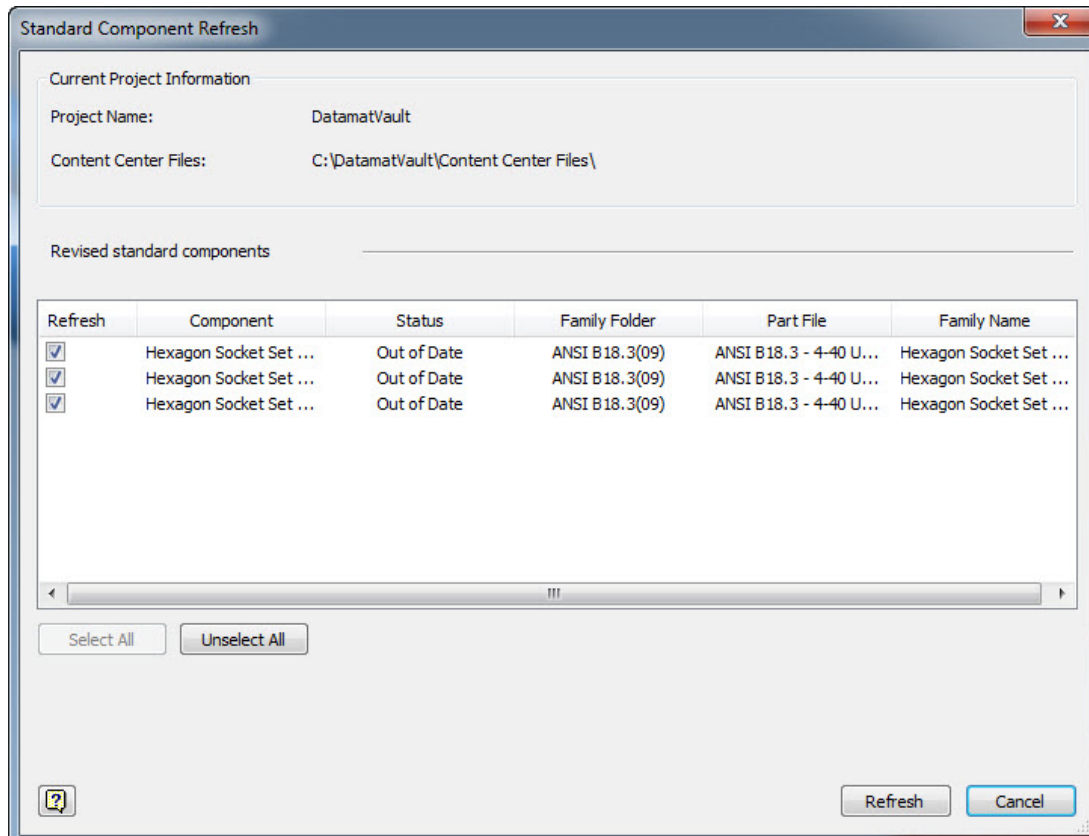 Standard Component Refresh
Current Project Information
Project Name: DatamatVault
Content Center Files: C:\DatamatVault\Content Center Files\
Revised standard components
Refresh Component Status Family Folder Part File Family Name
Hexagon Socket Set ... Out of Date ANSI B18.3(09) ANSI B18.3 - 4-40 U... Hexagon Socket Set ...
Hexagon Socket Set ... Out of Date ANSI B18.3(09) ANSI B18.3 - 4-40 U... Hexagon Socket Set ...
Hexagon Socket Set ... Out of Date ANSI B18.3(09) ANSI B18.3 - 4-40 U... Hexagon Socket Set ...
Select All Unselect All
Refresh Cancel